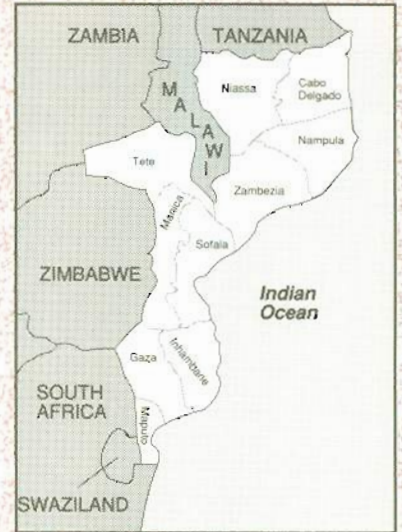 ZAMBIA
TANZANIA
MALAWI
Niassa
Cabo
Delgado
Nampula
Tete
Zambezia
Manica
Sofala
ZIMBABWE
Indian
Ocean
Gaza
Inhambane
SOUTH
AFRICA
Maputo
SWAZILAND